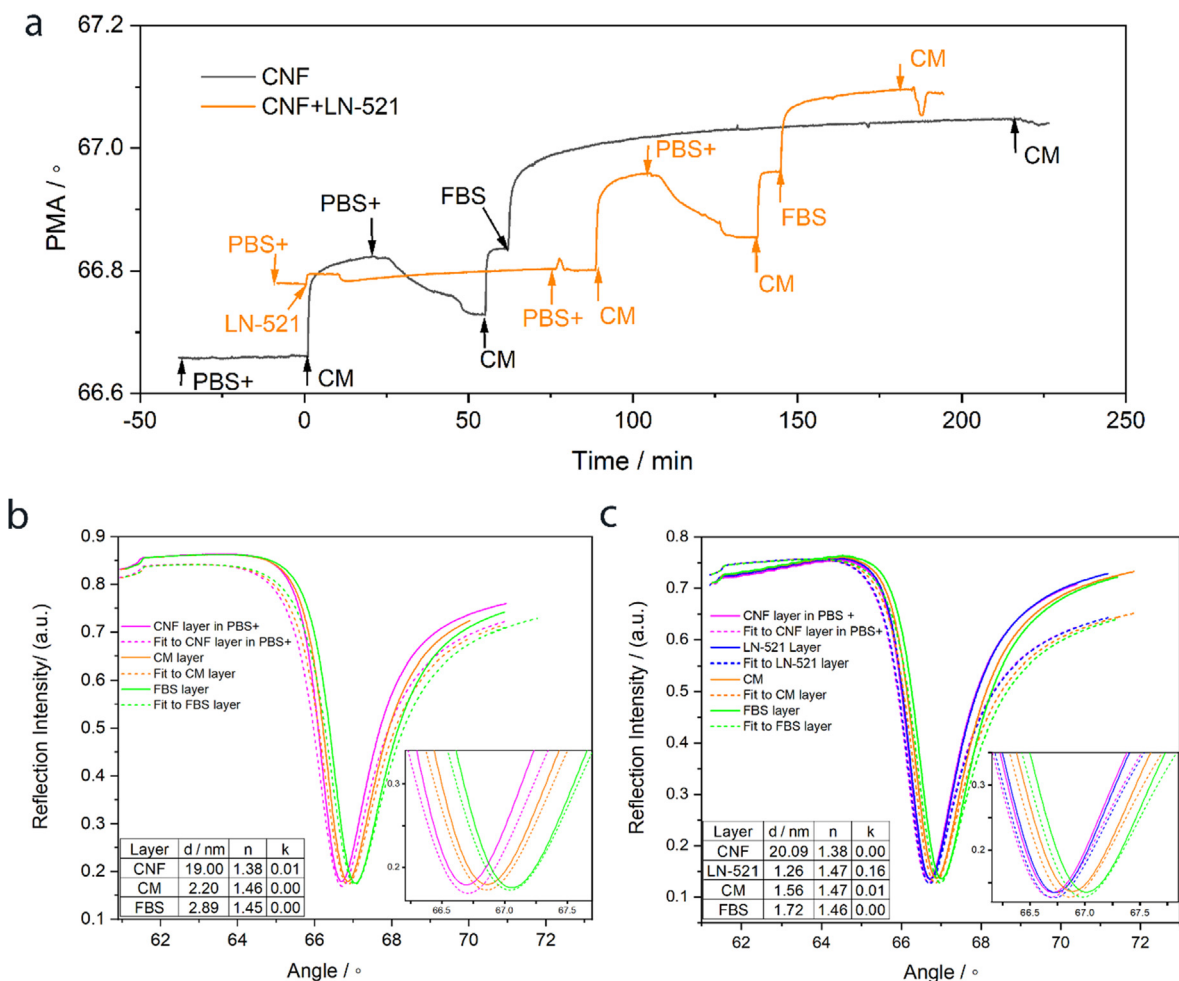 a
67.2
67.0
66.8
66.6
PMA / °
CNF
CNF+LN-521
PBS+
LN-521
PBS+
CM
PBS+
CM
FBS
PBS+
CM
PBS+
CM
FBS
CM
CM
-50
0
50
100
150
200
250
Time / min
b
0.9
0.8
0.7
0.6
0.5
0.4
0.3
0.2
0.1
Reflection Intensity/ (a.u.)
CNF layer in PBS+
Fit to CNF layer in PBS+
CM layer
Fit to CM layer
FBS layer
Fit to FBS layer
Layer d / nm n k
CNF 19.00 1.38 0.01
CM 2.20 1.46 0.00
FBS 2.89 1.45 0.00
0.3
0.2
66.5 67.0 67.5
62 64 66 68 70 72
Angle / °
c
0.8
0.7
0.6
0.5
0.4
0.3
0.2
0.1
Reflection Intensity / (a.u.)
CNF layer in PBS +
Fit to CNF layer in PBS+
LN-521 Layer
Fit to LN-521 layer
CM
Fit to CM layer
FBS layer
Fit to FBS layer
Layer d / nm n k
CNF 20.09 1.38 0.00
LN-521 1.26 1.47 0.16
CM 1.56 1.47 0.01
FBS 1.72 1.46 0.00
0.3
0.2
66.5 67.0 67.5
62 64 66 68 70 72
Angle / °